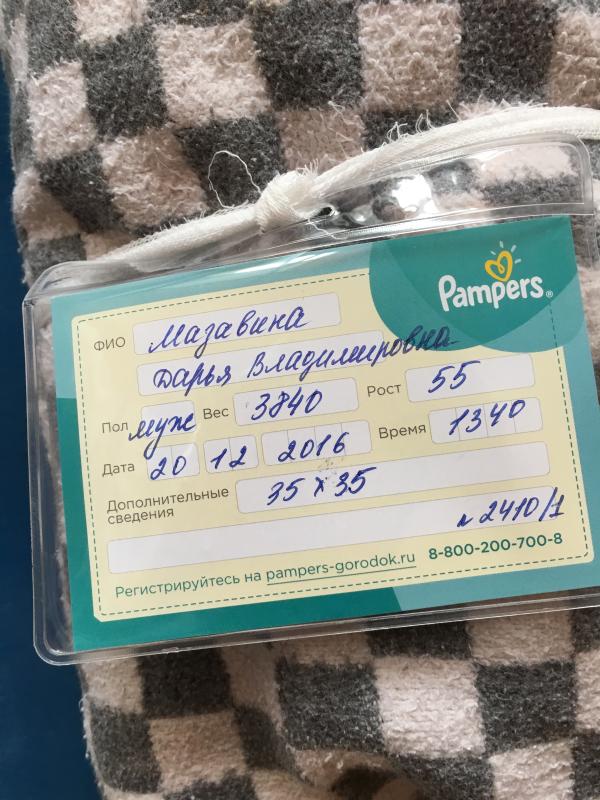 Pampers®
ФИО Мазавина
Дарья Владимировна
Пол муж Вес 3840 Рост 55
Дата 20 12 2016 Время 1340
Дополнительные сведения 35 x 35
№ 2410/1
Регистрируйтесь на pampers-gorodok.ru 8-800-200-700-8